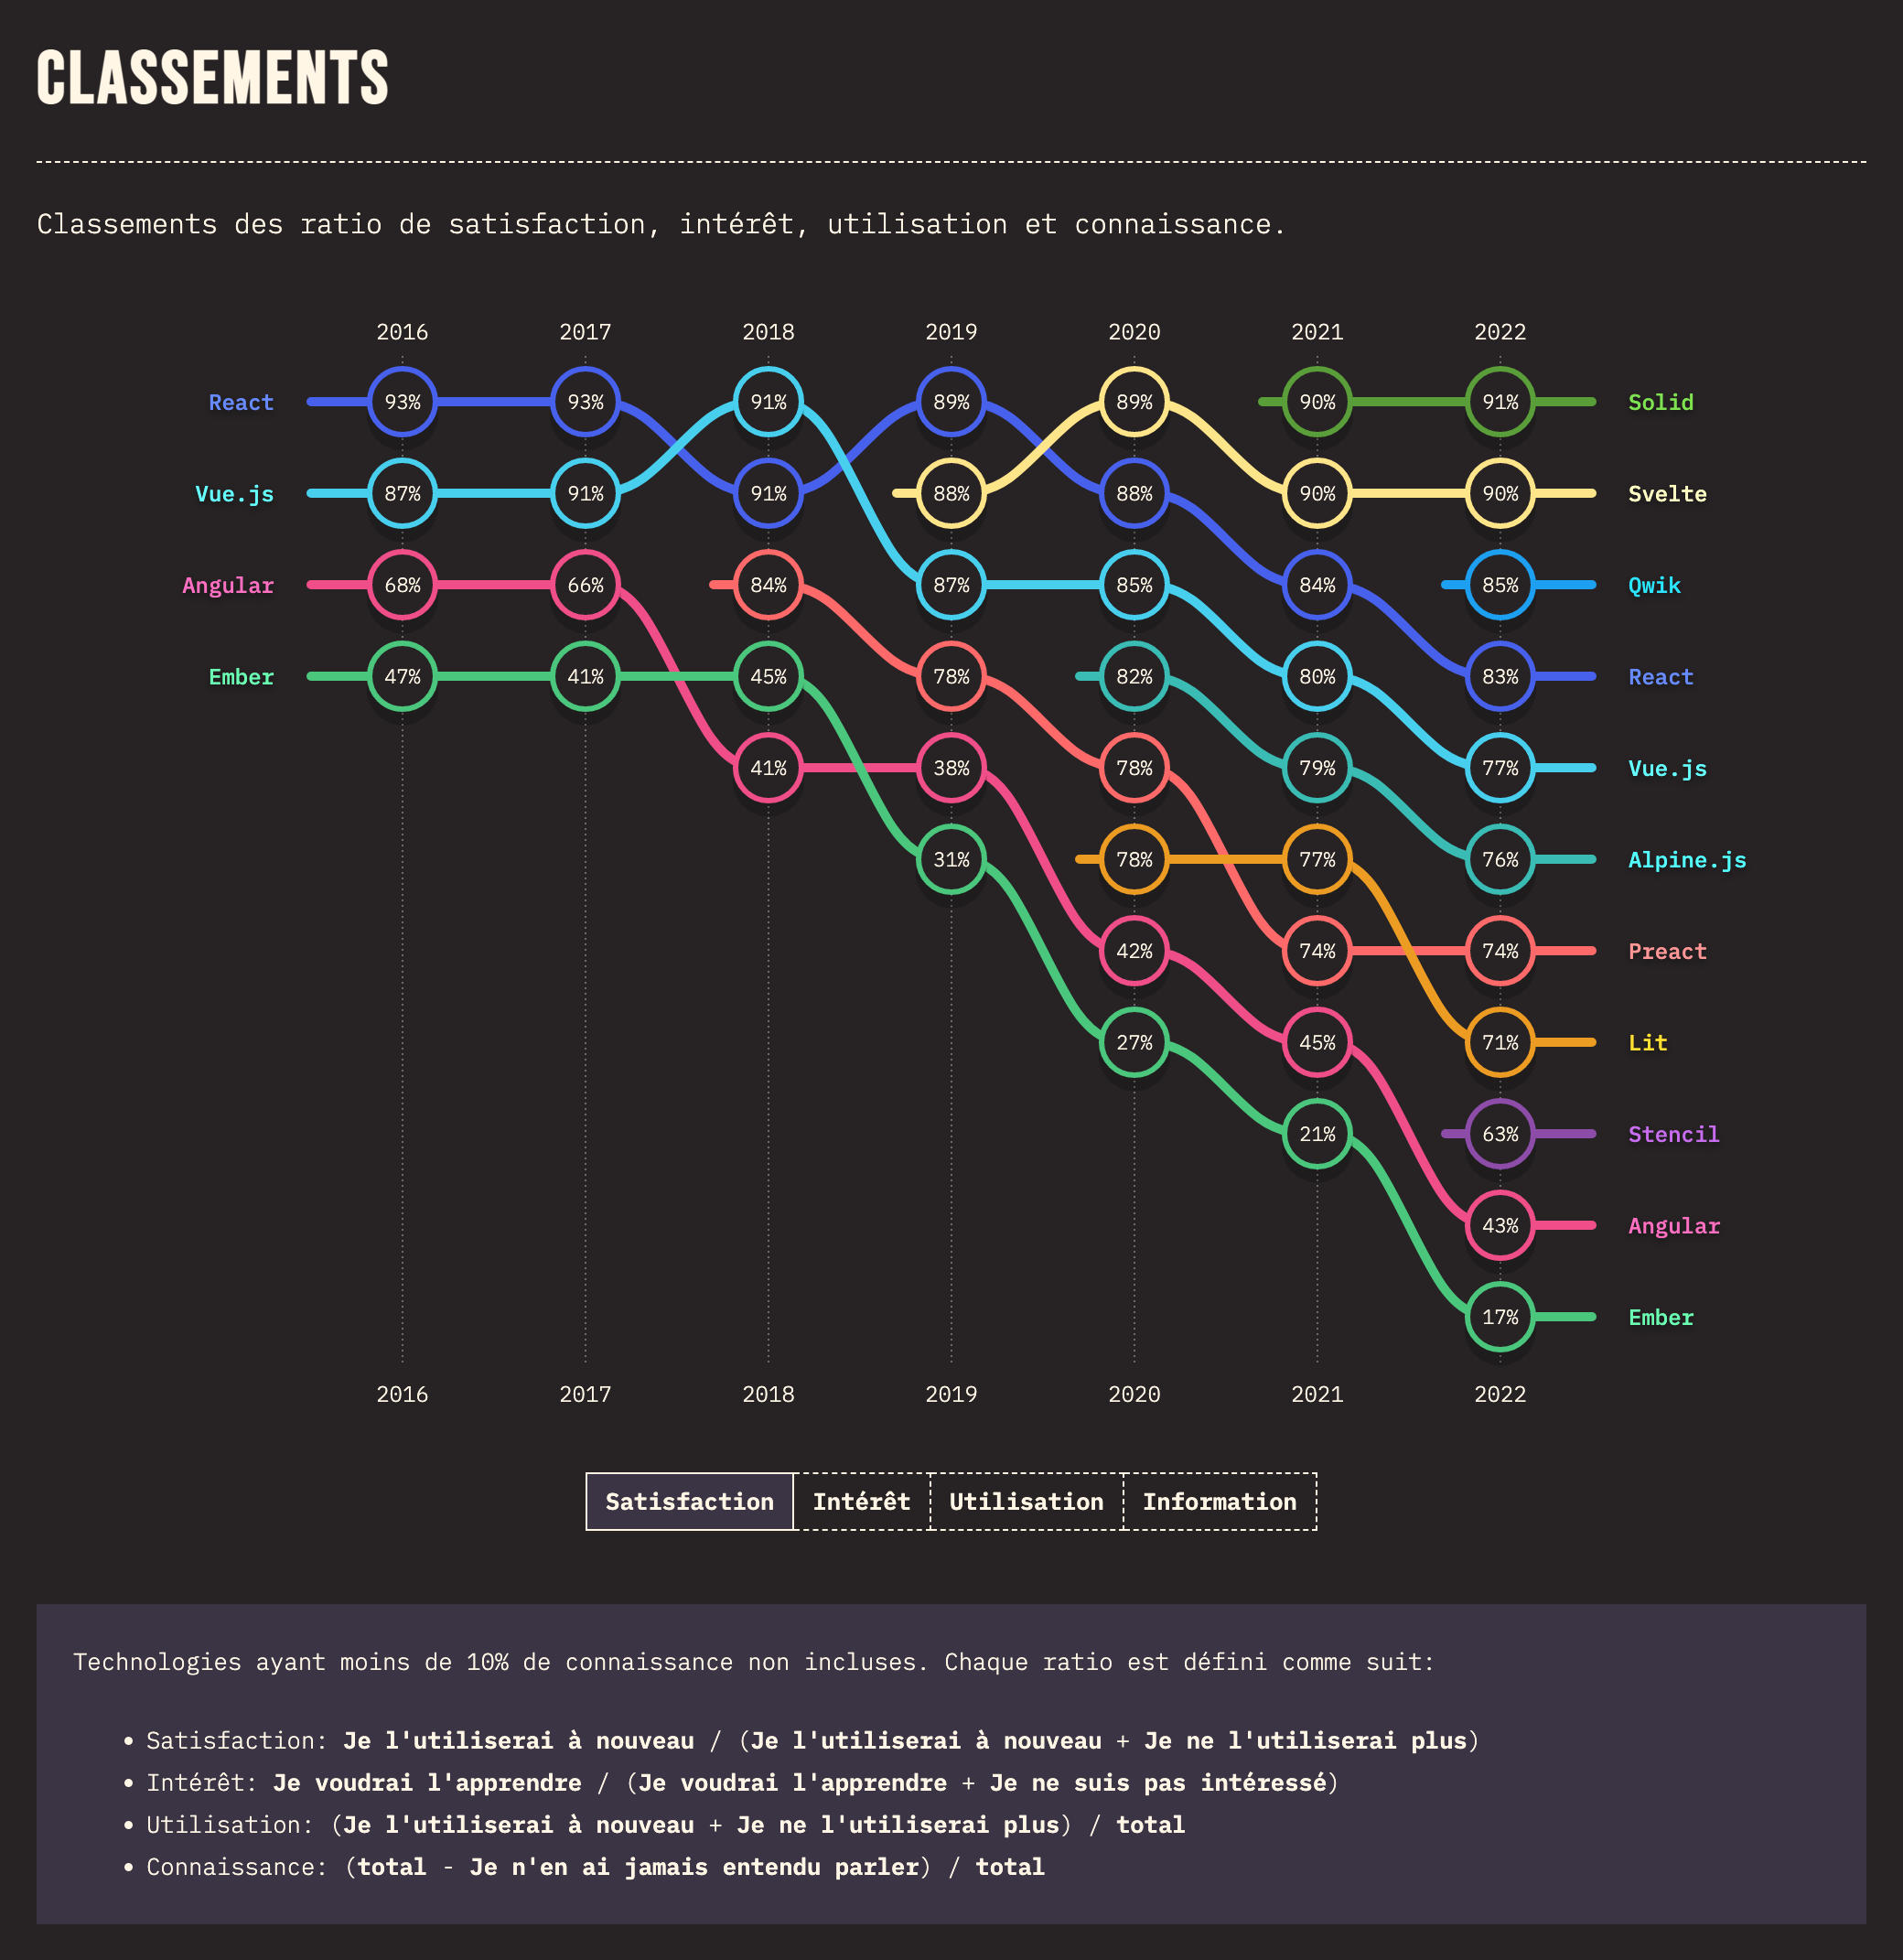 CLASSEMENTS
Classements des ratio de satisfaction, intérêt, utilisation et connaissance.
2016 2017 2018 2019 2020 2021 2022
React 93% 93% 91% 89% 89% 90% 91% Solid
Vue.js 87% 91% 91% 88% 88% 90% 90% Svelte
Angular 68% 66% 84% 87% 85% 84% 85% Qwik
Ember 47% 41% 45% 78% 82% 80% 83% React
41% 38% 78% 79% 77% Vue.js
31% 78% 77% 76% Alpine.js
42% 74% 74% Preact
27% 45% 71% Lit
21% 63% Stencil
43% Angular
17% Ember
2016 2017 2018 2019 2020 2021 2022
Satisfaction Intérêt Utilisation Information
Technologies ayant moins de 10% de connaissance non incluses. Chaque ratio est défini comme suit:
• Satisfaction: Je l'utiliserai à nouveau / (Je l'utiliserai à nouveau + Je ne l'utiliserai plus)
• Intérêt: Je voudrai l'apprendre / (Je voudrai l'apprendre + Je ne suis pas intéressé)
• Utilisation: (Je l'utiliserai à nouveau + Je ne l'utiliserai plus) / total
• Connaissance: (total - Je n'en ai jamais entendu parler) / total